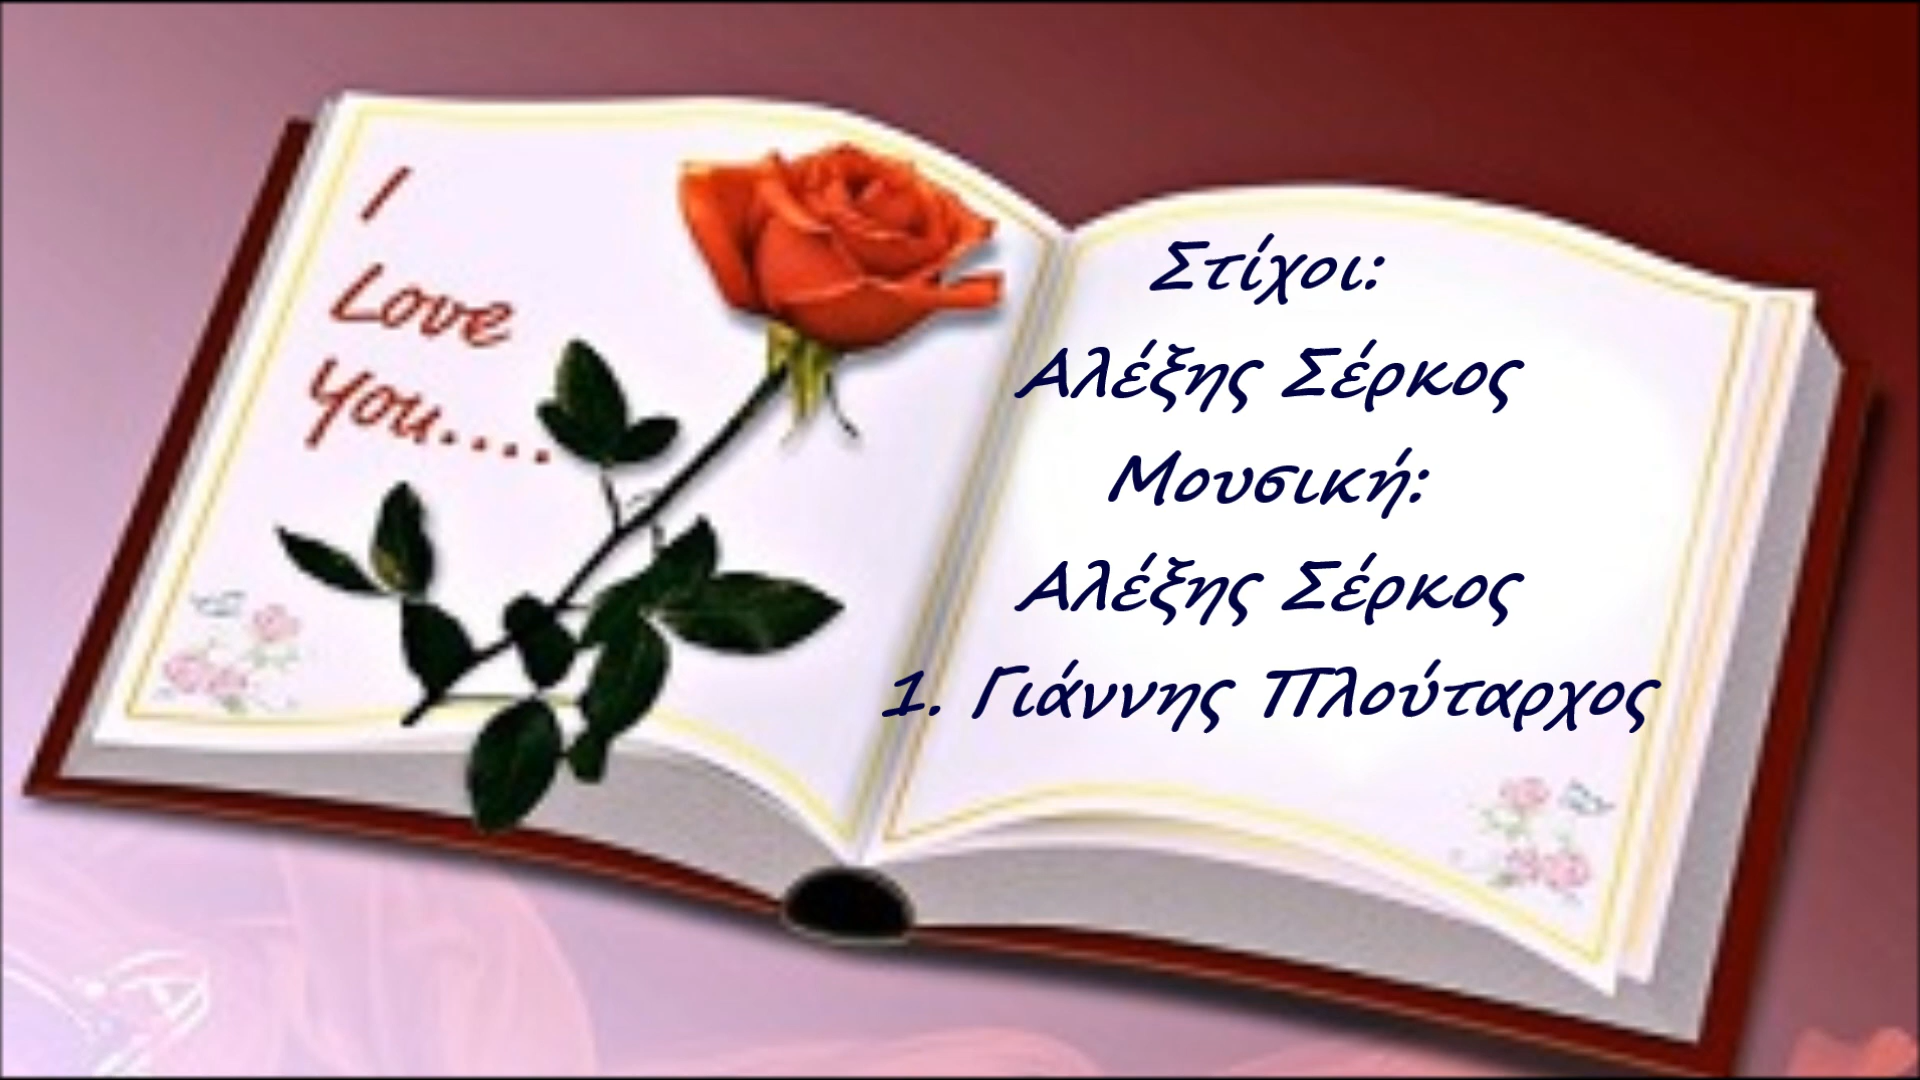 I
Love
you....
Στίχοι:
Αλέξης Σέρκος
Μουσική:
Αλέξης Σέρκος
1. Γιάννης Πλούταρχος